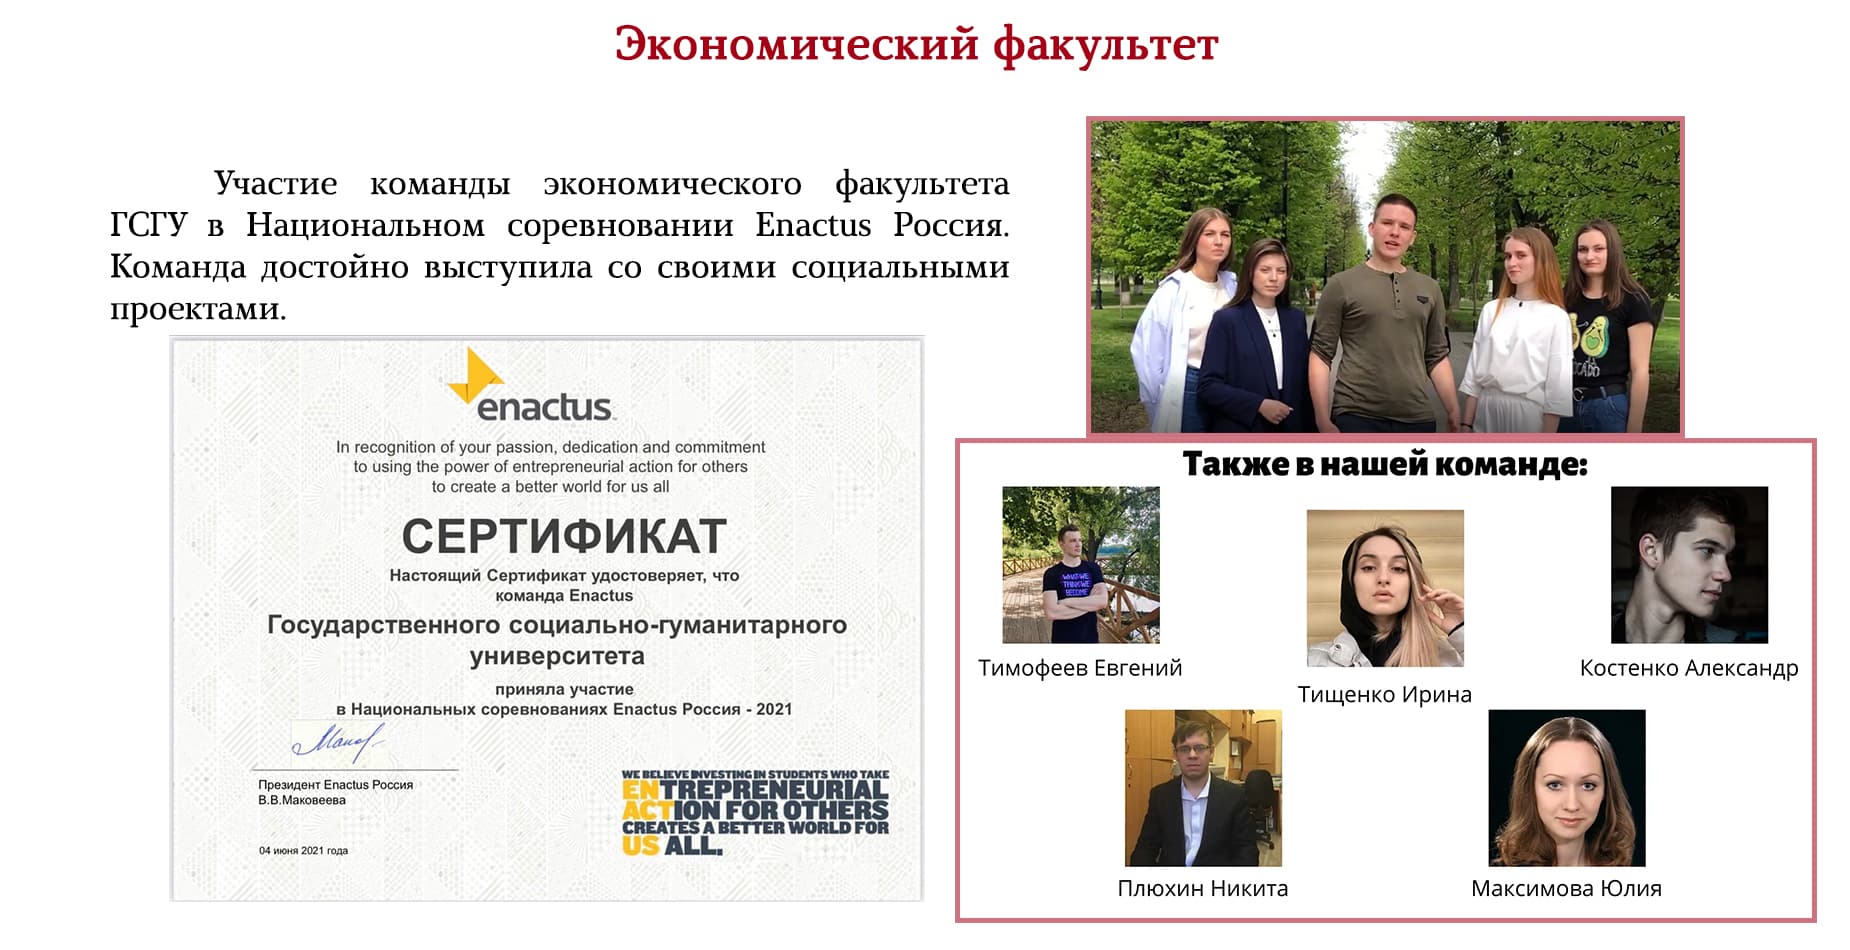 Экономический факультет
Участие команды экономического факультета
ГСГУ в Национальном соревновании Enactus Россия.
Команда достойно выступила со своими социальными
проектами.
enactus
In recognition of your passion, dedication and commitment
to using the power of entrepreneurial action for others
to create a better world for us all
СЕРТИФИКАТ
Настоящий Сертификат удостоверяет, что
команда Enactus
Государственного социально-гуманитарного
университета
приняла участие
в Национальных соревнованиях Enactus Россия - 2021
Президент Enactus Россия
В.В.Маковеева
04 июня 2021 года
WE BELIEVE INVESTING IN STUDENTS WHO TAKE
ENTREPRENEURIAL
ACTION FOR OTHERS
CREATES A BETTER WORLD FOR
US ALL.
Также в нашей команде:
WHAT WE
THINK WE
BECOME
Тимофеев Евгений
Тищенко Ирина
Костенко Александр
Плюхин Никита
Максимова Юлия